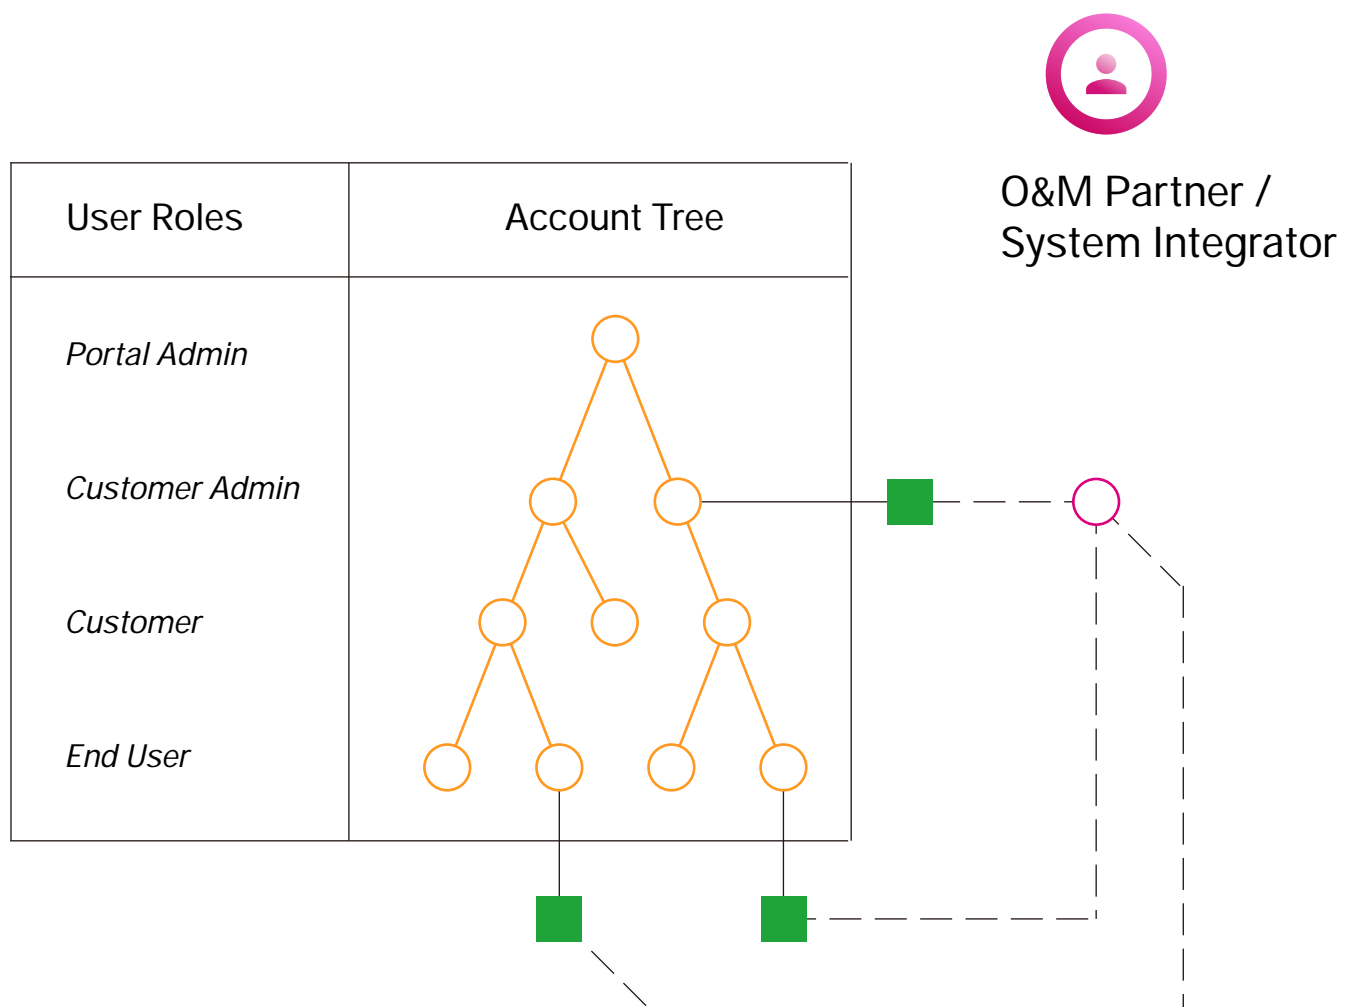 O&M Partner /
System Integrator
User Roles
Account Tree
Portal Admin
Customer Admin
Customer
End User